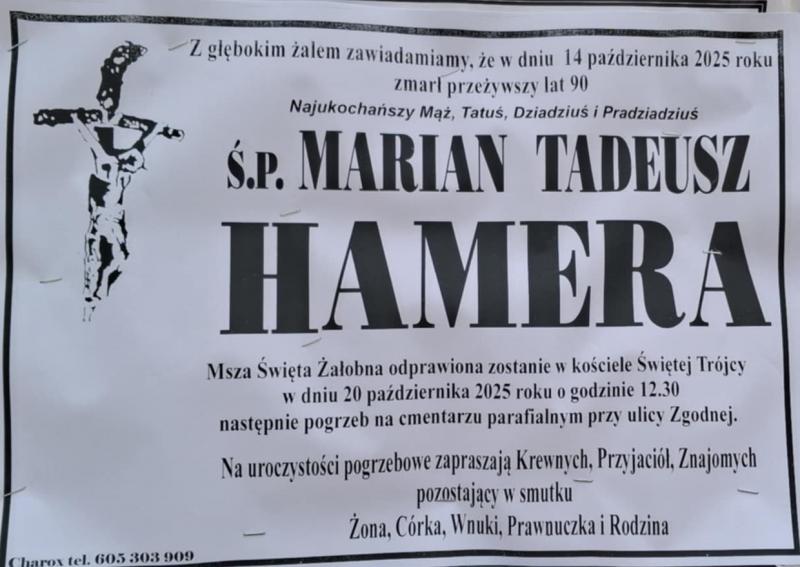 Z głębokim żalem zawiadamiamy, że w dniu 14 października 2025 roku
zmarł przeżywszy lat 90
Najukochańszy Mąż, Tatuś, Dziadziuś i Pradziadziuś
Ś.P. MARIAN TADEUSZ
HAMERA
Msza Święta Żałobna odprawiona zostanie w kościele Świętej Trójcy
w dniu 20 października 2025 roku o godzinie 12.30
następnie pogrzeb na cmentarzu parafialnym przy ulicy Zgodnej.
Na uroczystości pogrzebowe zapraszają Krewnych, Przyjaciół, Znajomych
pozostający w smutku
Żona, Córka, Wnuki, Prawnuczka i Rodzina
Charox tel. 605 303 909